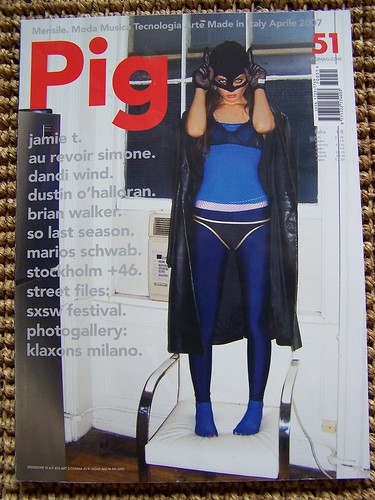 Mensile. Moda Musica Tecnologia Arte Made in Italy Aprile 2007
Pig
51
jamie t.
au revoir simone.
dandi wind.
dustin o'halloran.
brian walker.
so last season.
marios schwab.
stockholm +46.
street files:
sxsw festival.
photogallery:
klaxons milano.